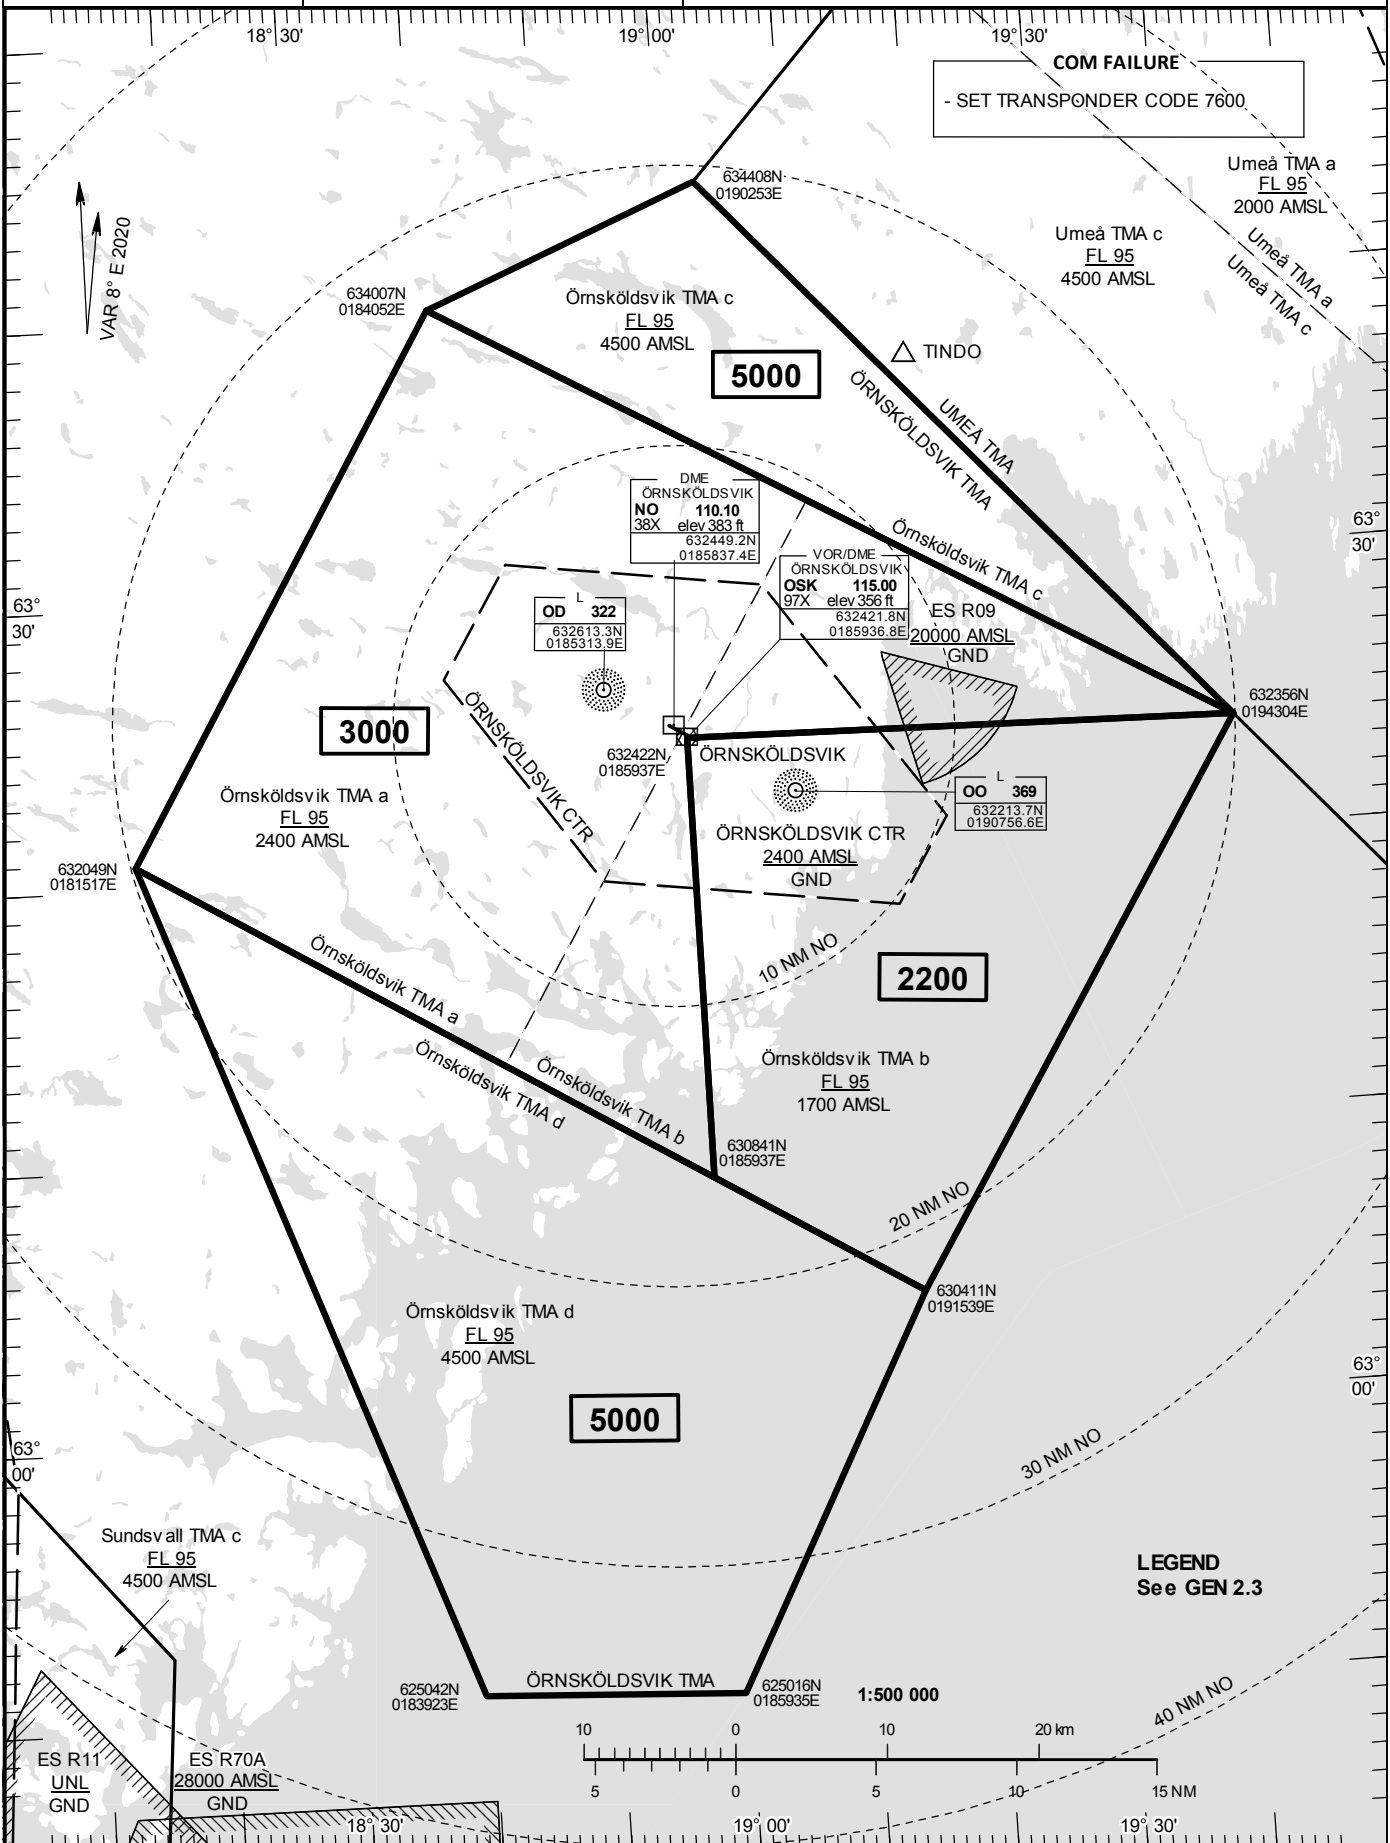 18° 30'
19° 00'
19° 30'
COM FAILURE
- SET TRANSPONDER CODE 7600
Umeå TMA a
FL 95
2000 AMSL
634408N
0190253E
Umeå TMA c
FL 95
4500 AMSL
Umeå TMA a
Umeå TMA c
VAR 8° E 2020
634007N
0184052E
Örnsköldsvik TMA c
FL 95
4500 AMSL
5000
TINDO
UMEÅ TMA
ÖRNSKÖLDSVIK TMA
DME
ÖRNSKÖLDSVIK
NO 110.10
38X elev 383 ft
632449.2N
0185837.4E
Örnsköldsvik TMA c
63°
30'
VOR/DME
ÖRNSKÖLDSVIK
OSK 115.00
97X elev 356 ft
632421.8N
0185936.8E
63°
30'
L
OD 322
632613.3N
0185313.9E
ES R09
20000 AMSL
GND
632356N
0194304E
3000
ÖRNSKÖLDSVIK CTR
632422N
0185937E
ÖRNSKÖLDSVIK
L
OO 369
632213.7N
0190756.6E
Örnsköldsvik TMA a
FL 95
2400 AMSL
ÖRNSKÖLDSVIK CTR
2400 AMSL
GND
632049N
0181517E
10 NM NO
2200
Örnsköldsvik TMA a
Örnsköldsvik TMA d
Örnsköldsvik TMA b
Örnsköldsvik TMA b
FL 95
1700 AMSL
630841N
0185937E
20 NM NO
630411N
0191539E
Örnsköldsvik TMA d
FL 95
4500 AMSL
63°
00'
5000
63°
00'
30 NM NO
Sundsvall TMA c
FL 95
4500 AMSL
LEGEND
See GEN 2.3
625042N
0183923E
ÖRNSKÖLDSVIK TMA
625016N
0185935E
1:500 000
40 NM NO
10 0 10 20 km
5 0 5 10 15 NM
ES R11
UNL
GND
ES R70A
28000 AMSL
GND
18° 30'
19° 00'
19° 30'